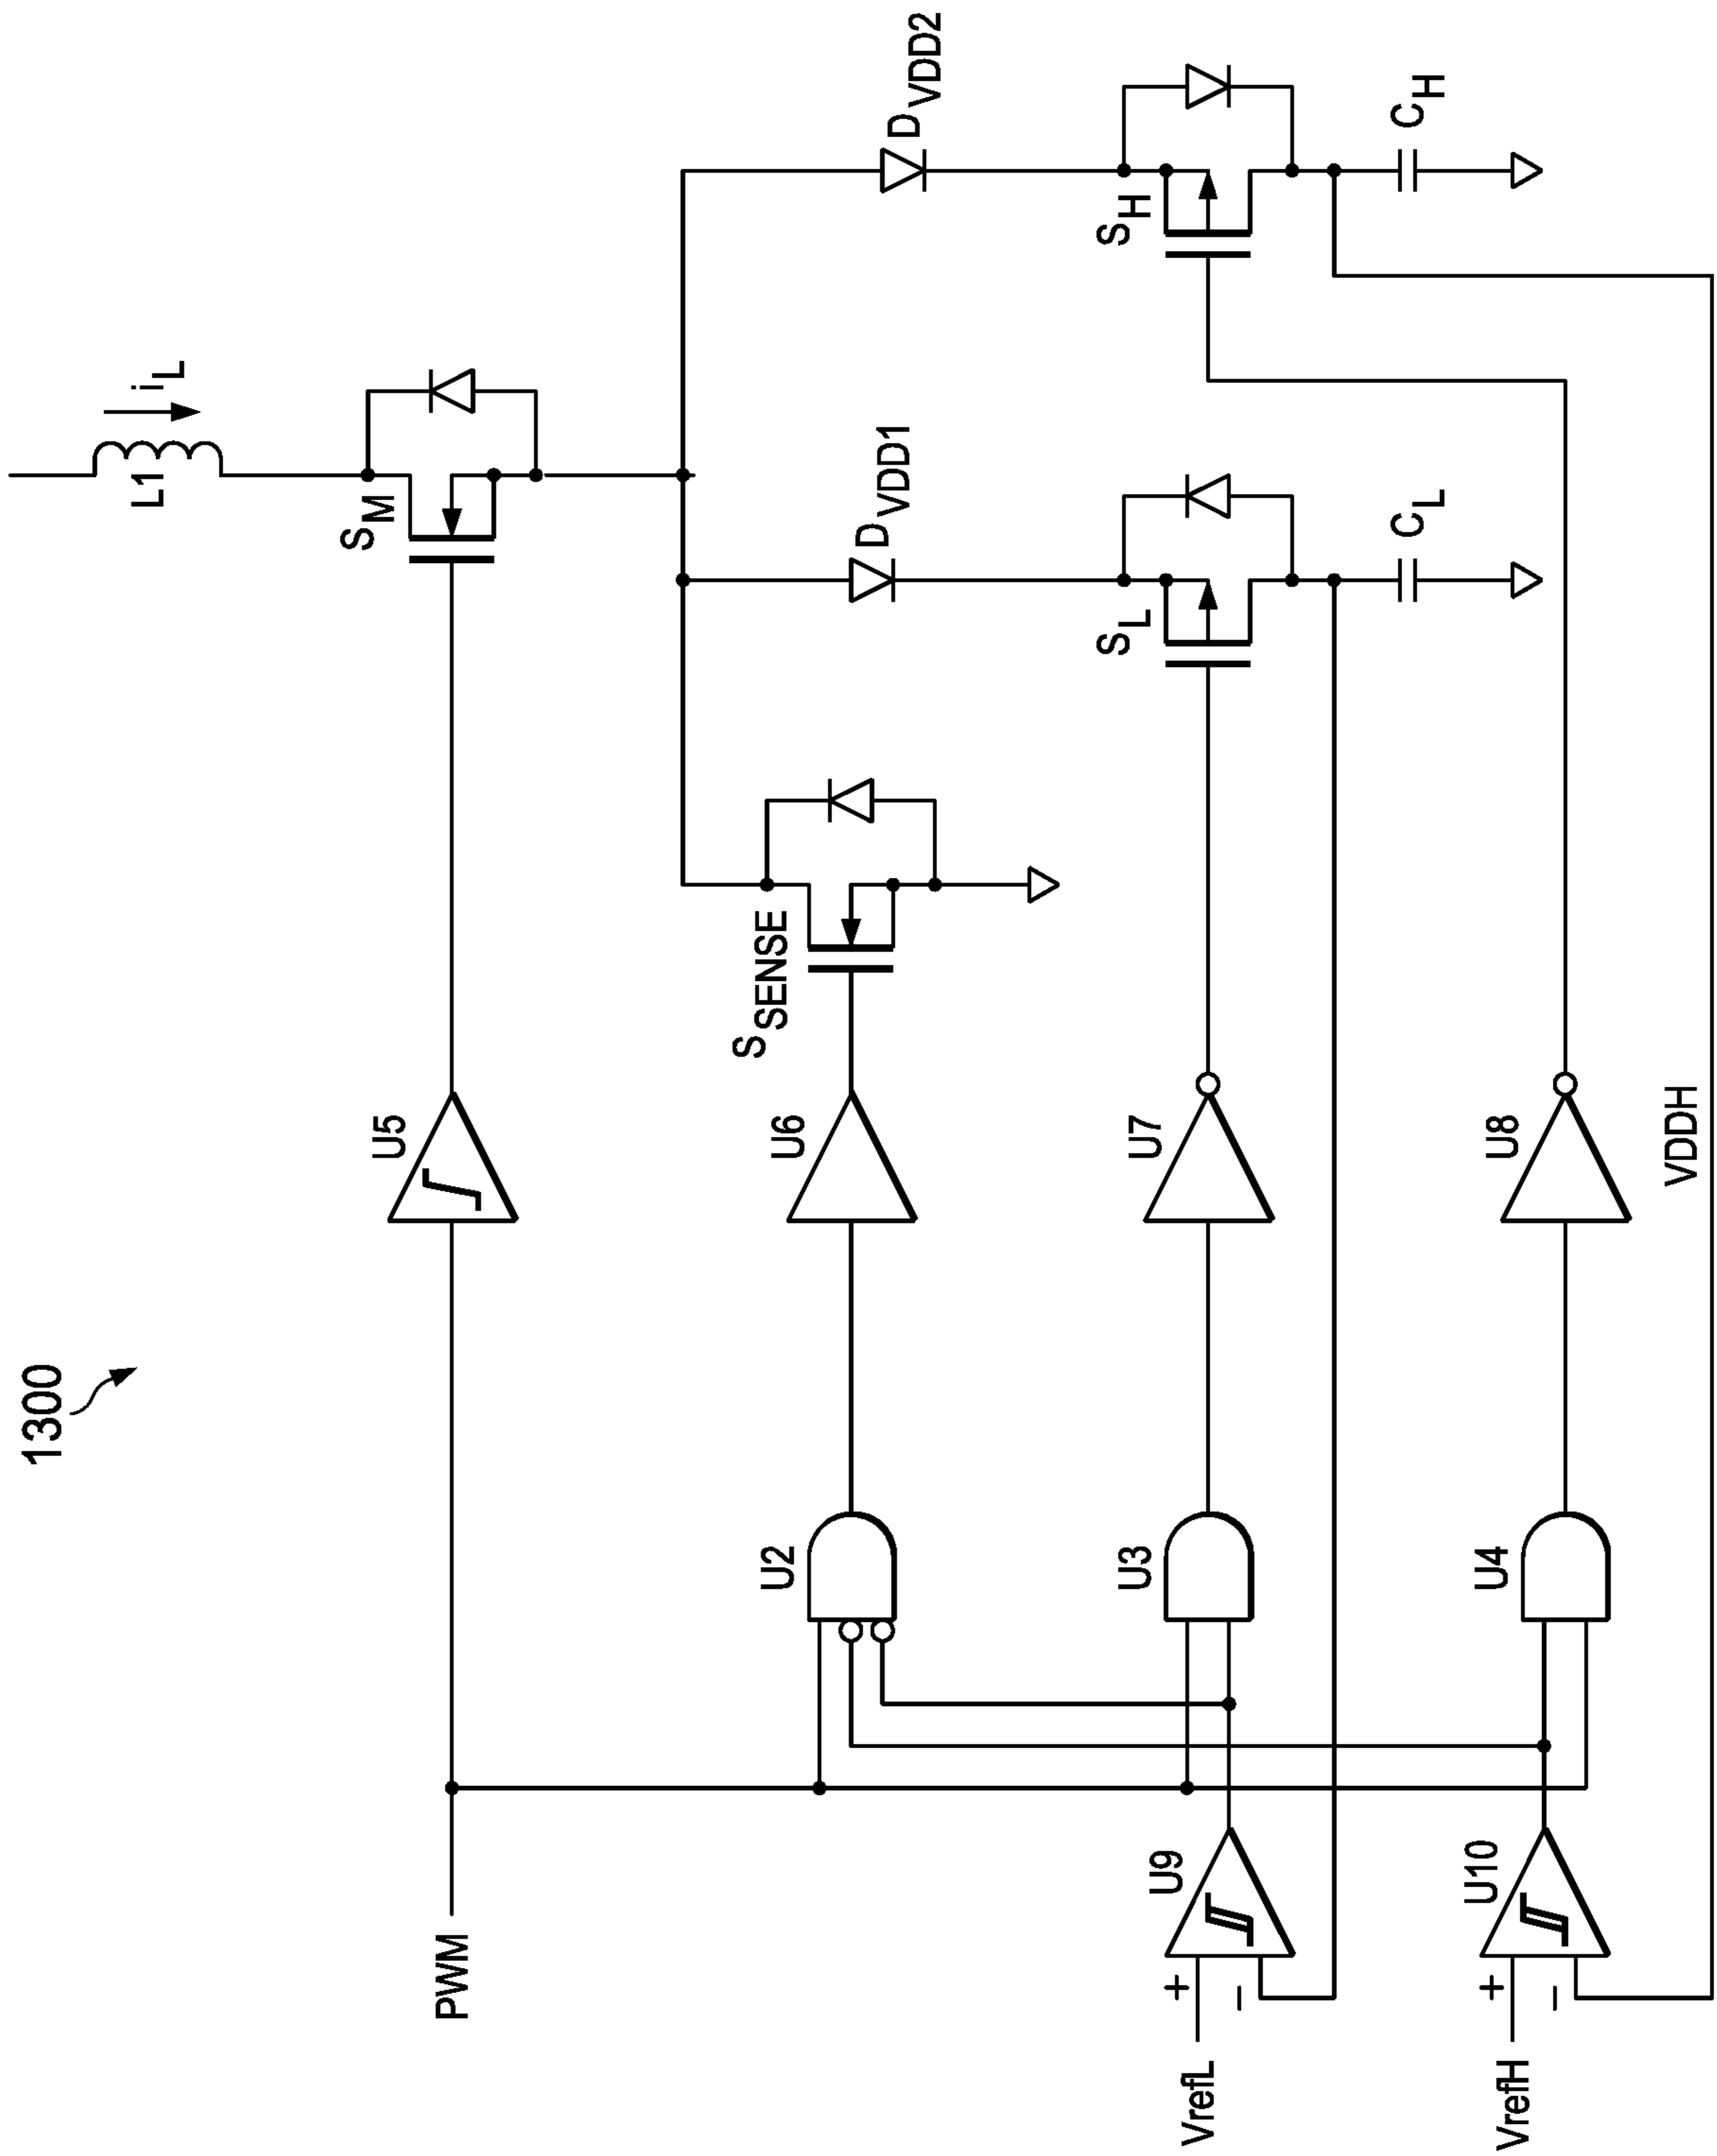 1300
L1
iL
SM
U5
PWM
SSENSE
U6
U2
DVDD1
SL
CL
U7
U3
U9
+
−
VrefL
DVDD2
SH
CH
U8
VDDH
U4
U10
+
−
VrefH